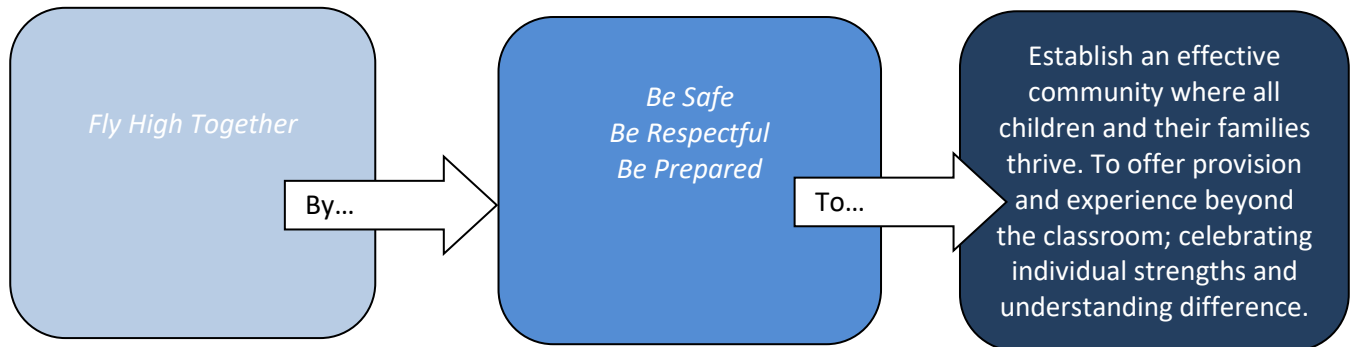 Fly High Together
By…
Be Safe
Be Respectful
Be Prepared
To…
Establish an effective
community where all
children and their families
thrive. To offer provision
and experience beyond
the classroom; celebrating
individual strengths and
understanding difference.